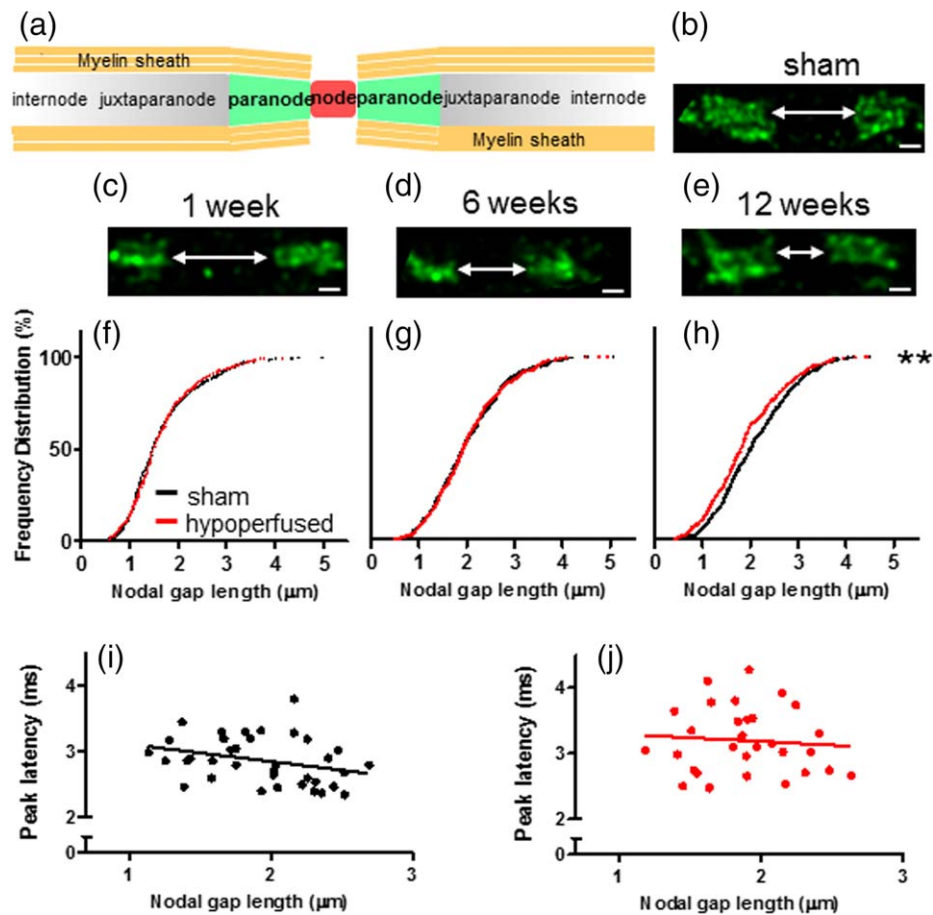 (a)
Myelin sheath
internode juxtaparanode paranode node paranode juxtaparanode internode
Myelin sheath
(b)
sham
(c)
1 week
(d)
6 weeks
(e)
12 weeks
(f)
Frequency Distribution (%)
100
50
0
sham
hypoperfused
0 1 2 3 4 5
Nodal gap length (μm)
(g)
0 1 2 3 4 5
Nodal gap length (μm)
(h)
**
0 1 2 3 4 5
Nodal gap length (μm)
(i)
Peak latency (ms)
4
3
2
0
1 2 3
Nodal gap length (μm)
(j)
Peak latency (ms)
4
3
2
0
1 2 3
Nodal gap length (μm)